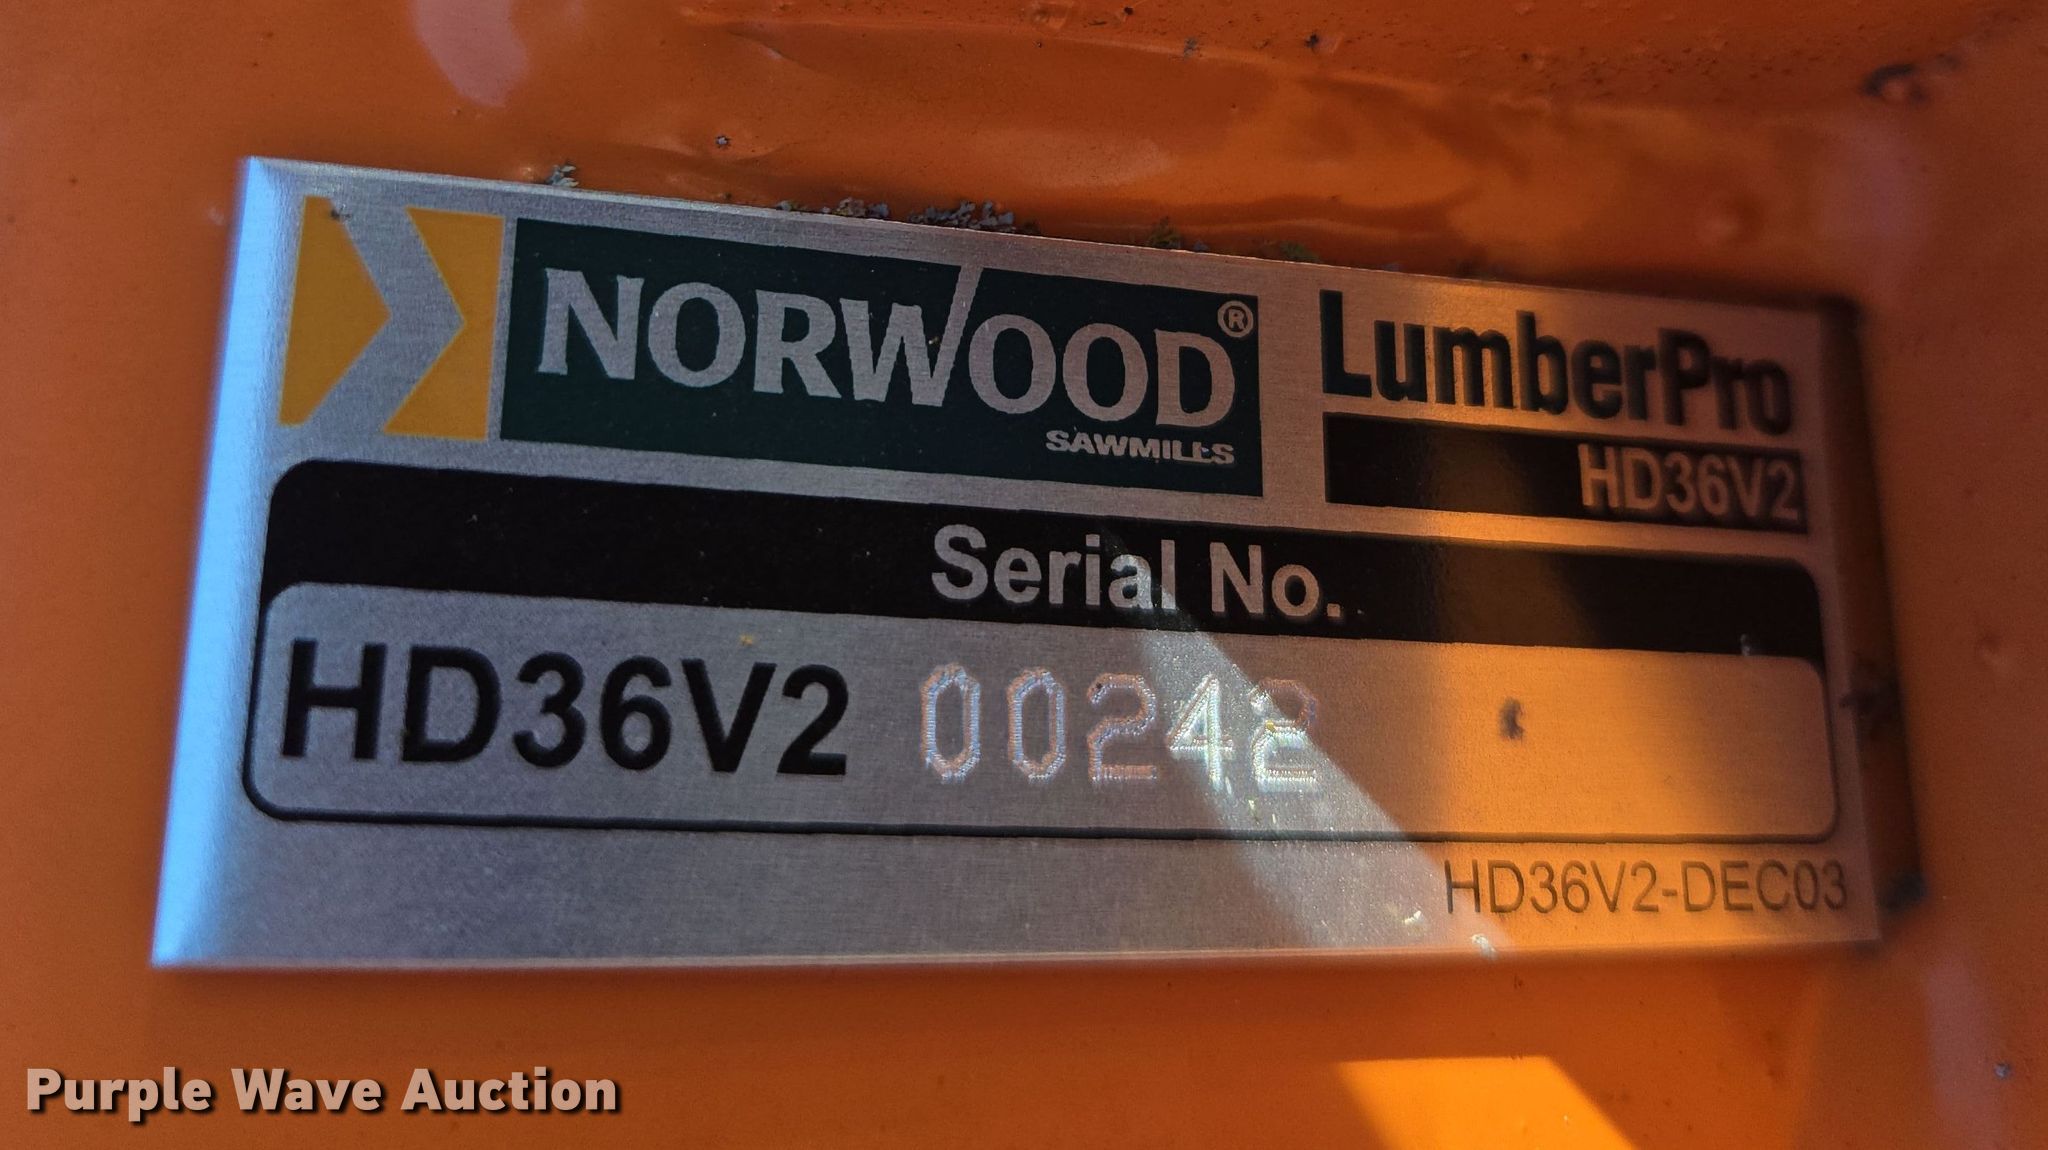 NORWOOD®
SAWMILLS
LumberPro
HD36V2
Serial No.
HD36V2 00242
HD36V2-DEC03
Purple Wave Auction